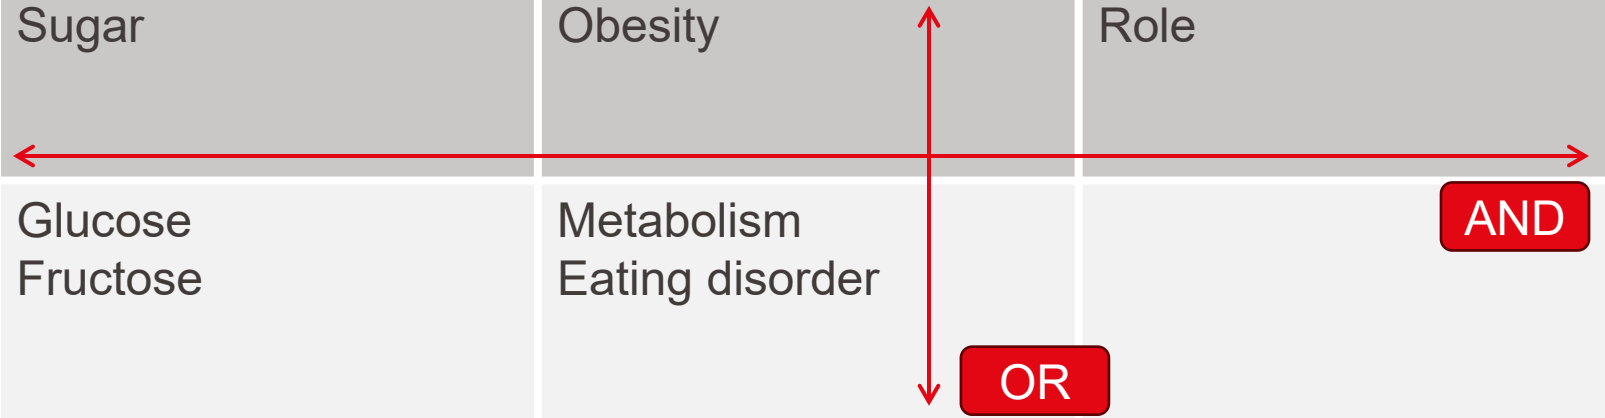 Sugar
Obesity
Role
Glucose
Fructose
Metabolism
Eating disorder
AND
OR